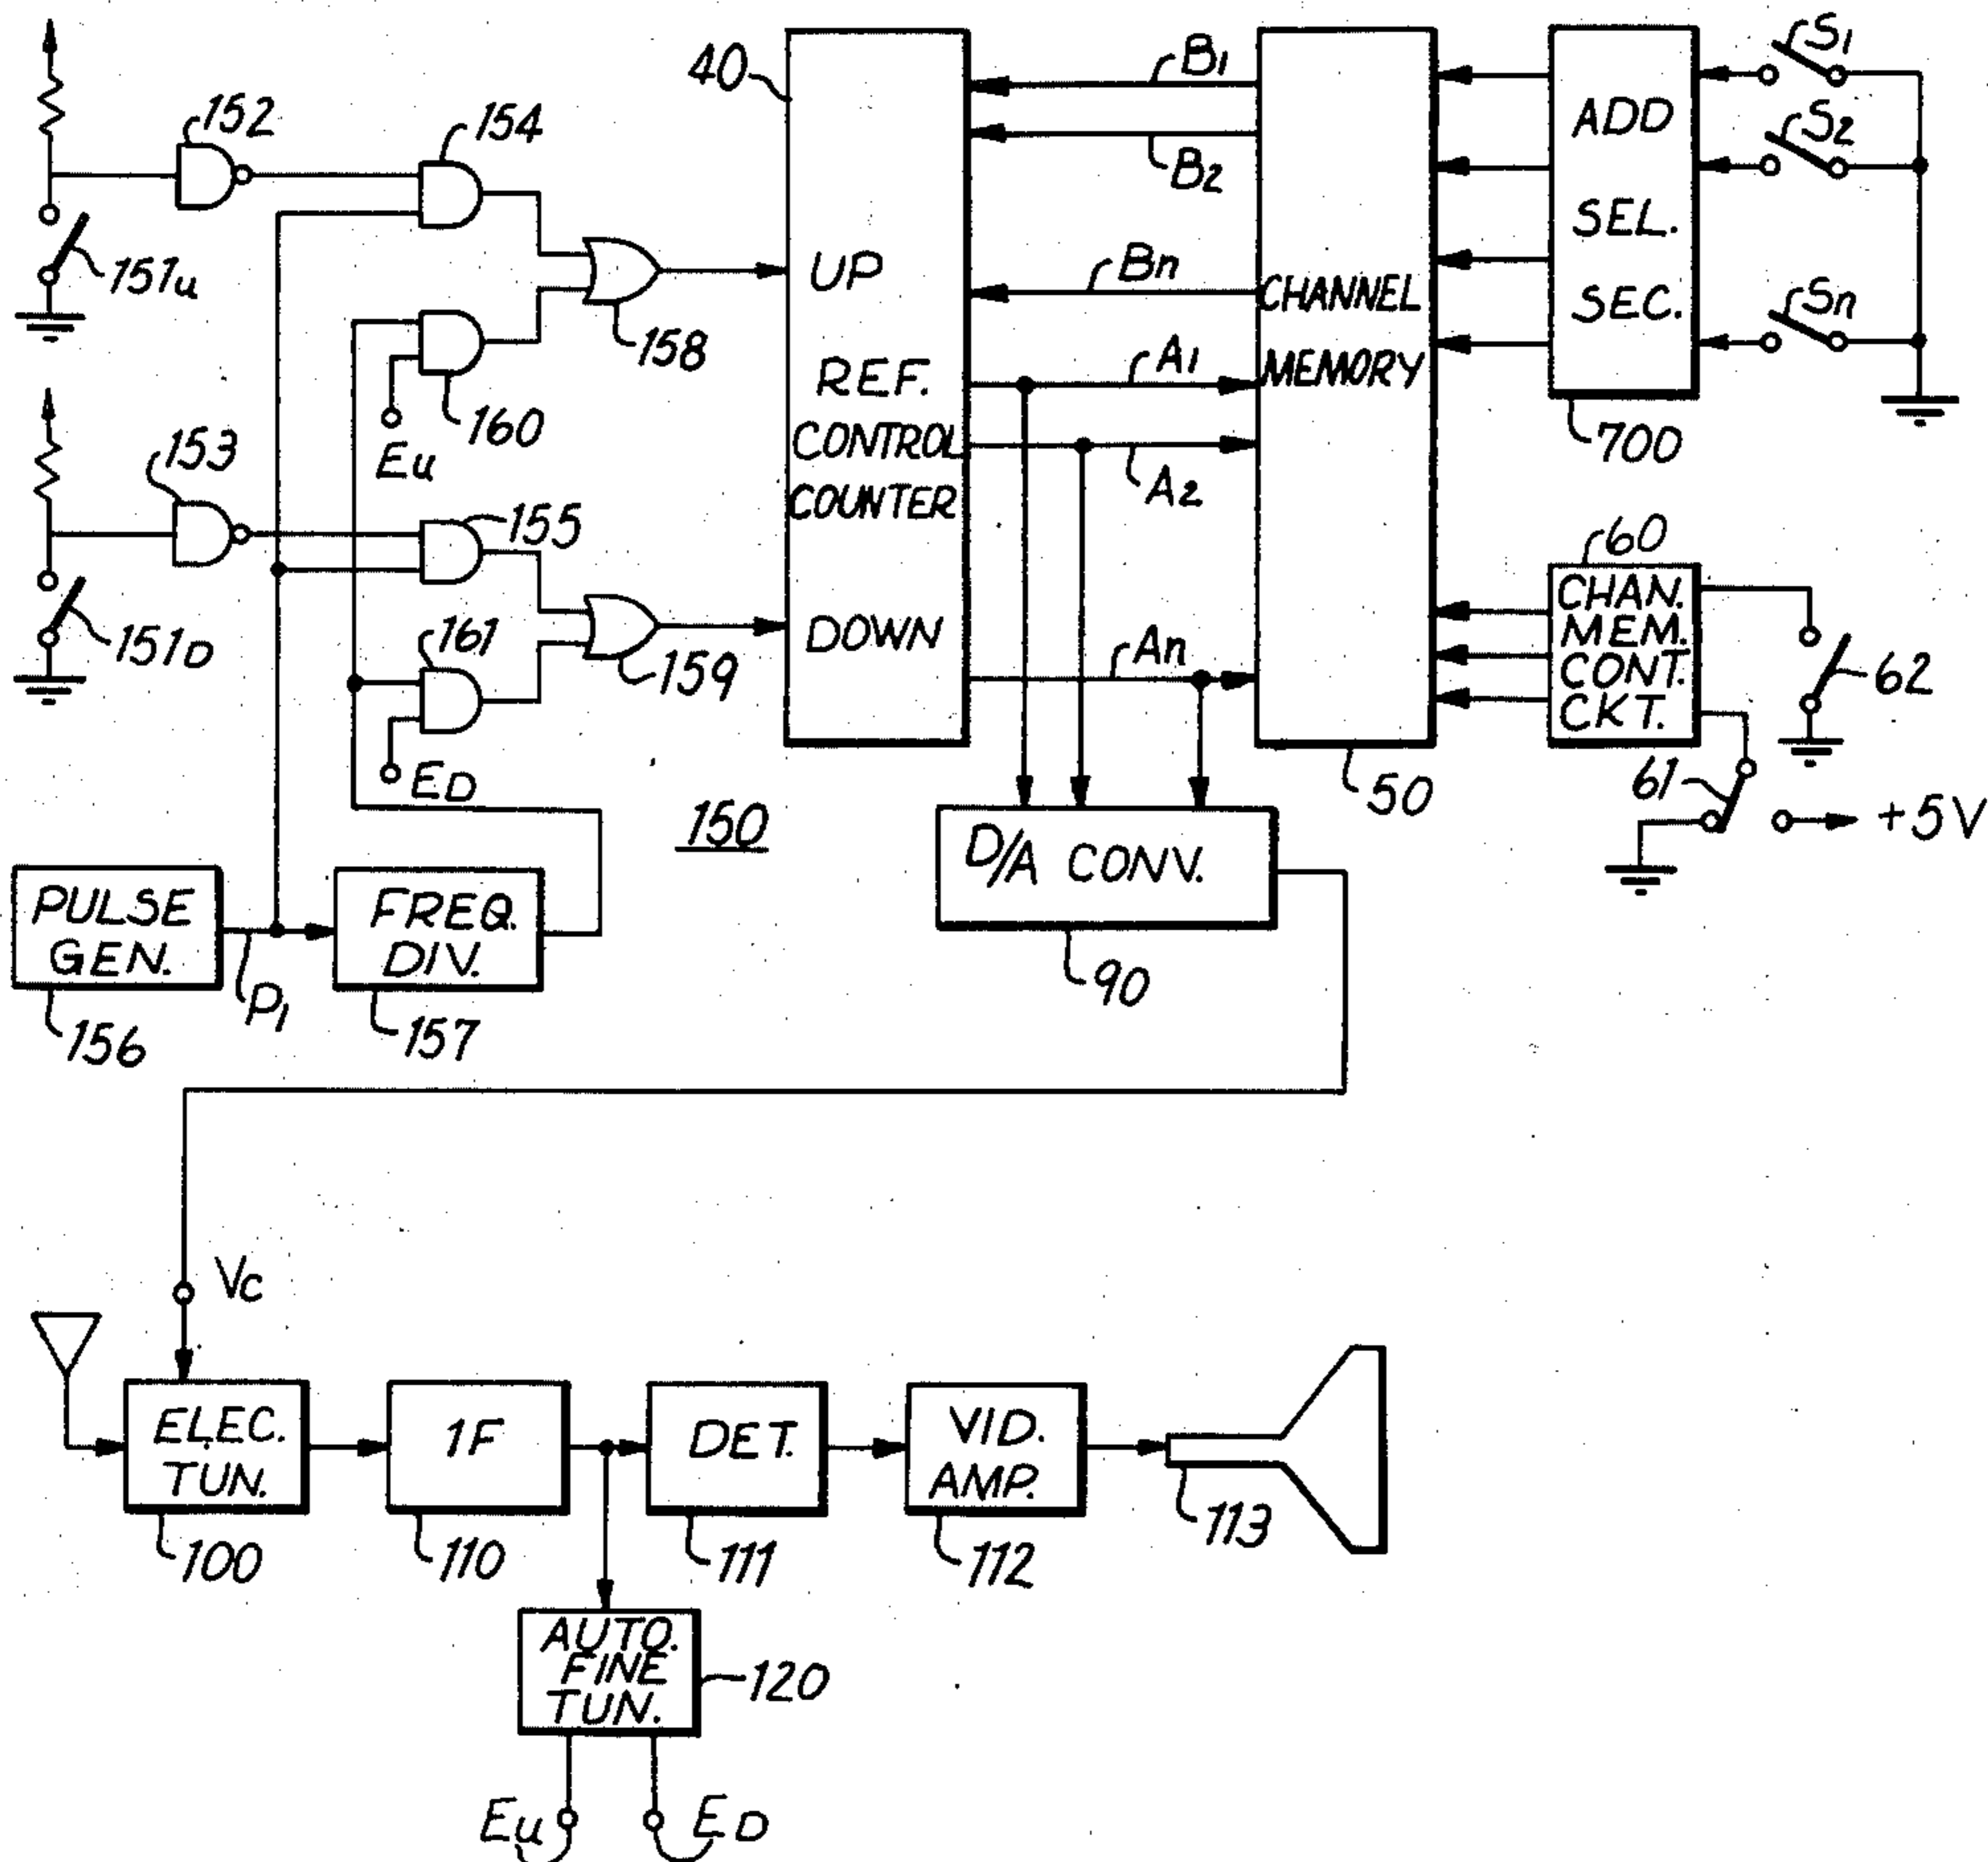 S1
40
B1
152
154
ADD
S2
B2
SEL.
151u
UP
Bn
CHANNEL
SEC.
Sn
158
REF.
A1
MEMORY
160
Eu
CONTROL
A2
700
153
COUNTER
155
60
CHAN.
MEM.
CONT.
CKT.
62
161
DOWN
An
151D
159
ED
61
50
+5V
150
D/A CONV.
PULSE
GEN.
FREQ.
DIV.
P1
90
156
157
Vc
ELEC.
TUN.
1F
DET.
VID.
AMP.
113
100
110
111
112
AUTO.
FINE
TUN.
120
Eu
ED